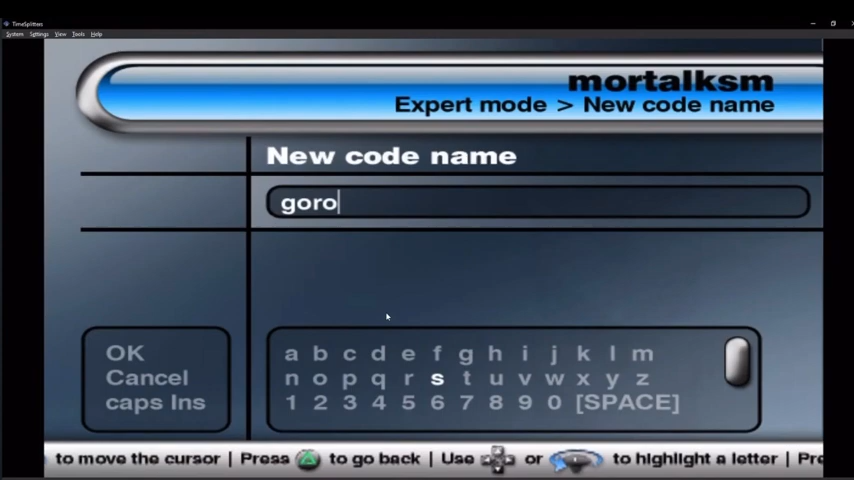 TimeSplitters
System Settings View Tools Help
mortalksm
Expert mode > New code name
New code name
goro
OK
Cancel
caps Ins
a b c d e f g h i j k l m
n o p q r s t u v w x y z
1 2 3 4 5 6 7 8 9 0 [SPACE]
to move the cursor | Press to go back | Use or to highlight a letter | Pre